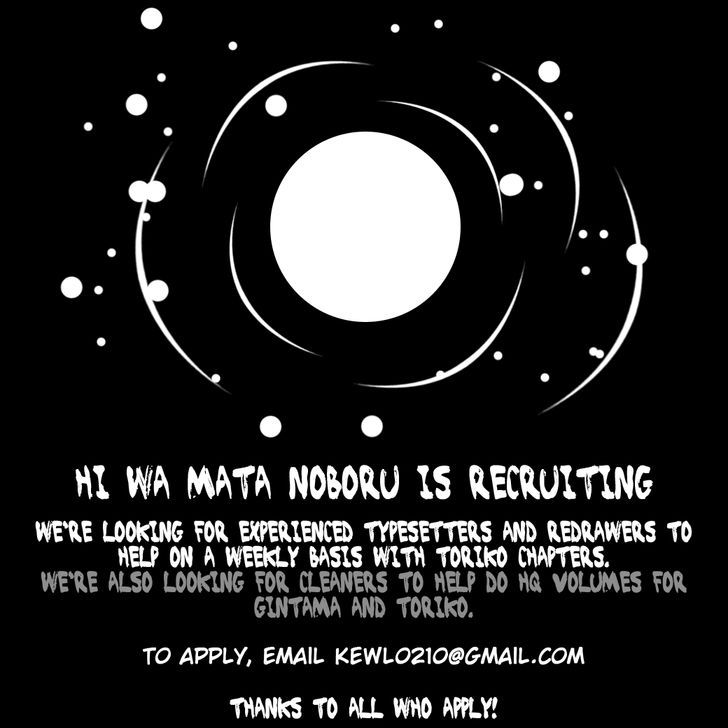 HI WA MATA NOBORU IS RECRUITING
WE'RE LOOKING FOR EXPERIENCED TYPESETTERS AND REDRAWERS TO
HELP ON A WEEKLY BASIS WITH TORIKO CHAPTERS.
WE'RE ALSO LOOKING FOR CLEANERS TO HELP DO HQ VOLUMES FOR
GINTAMA AND TORIKO.
TO APPLY, EMAIL KEWL0210@GMAIL.COM
THANKS TO ALL WHO APPLY!